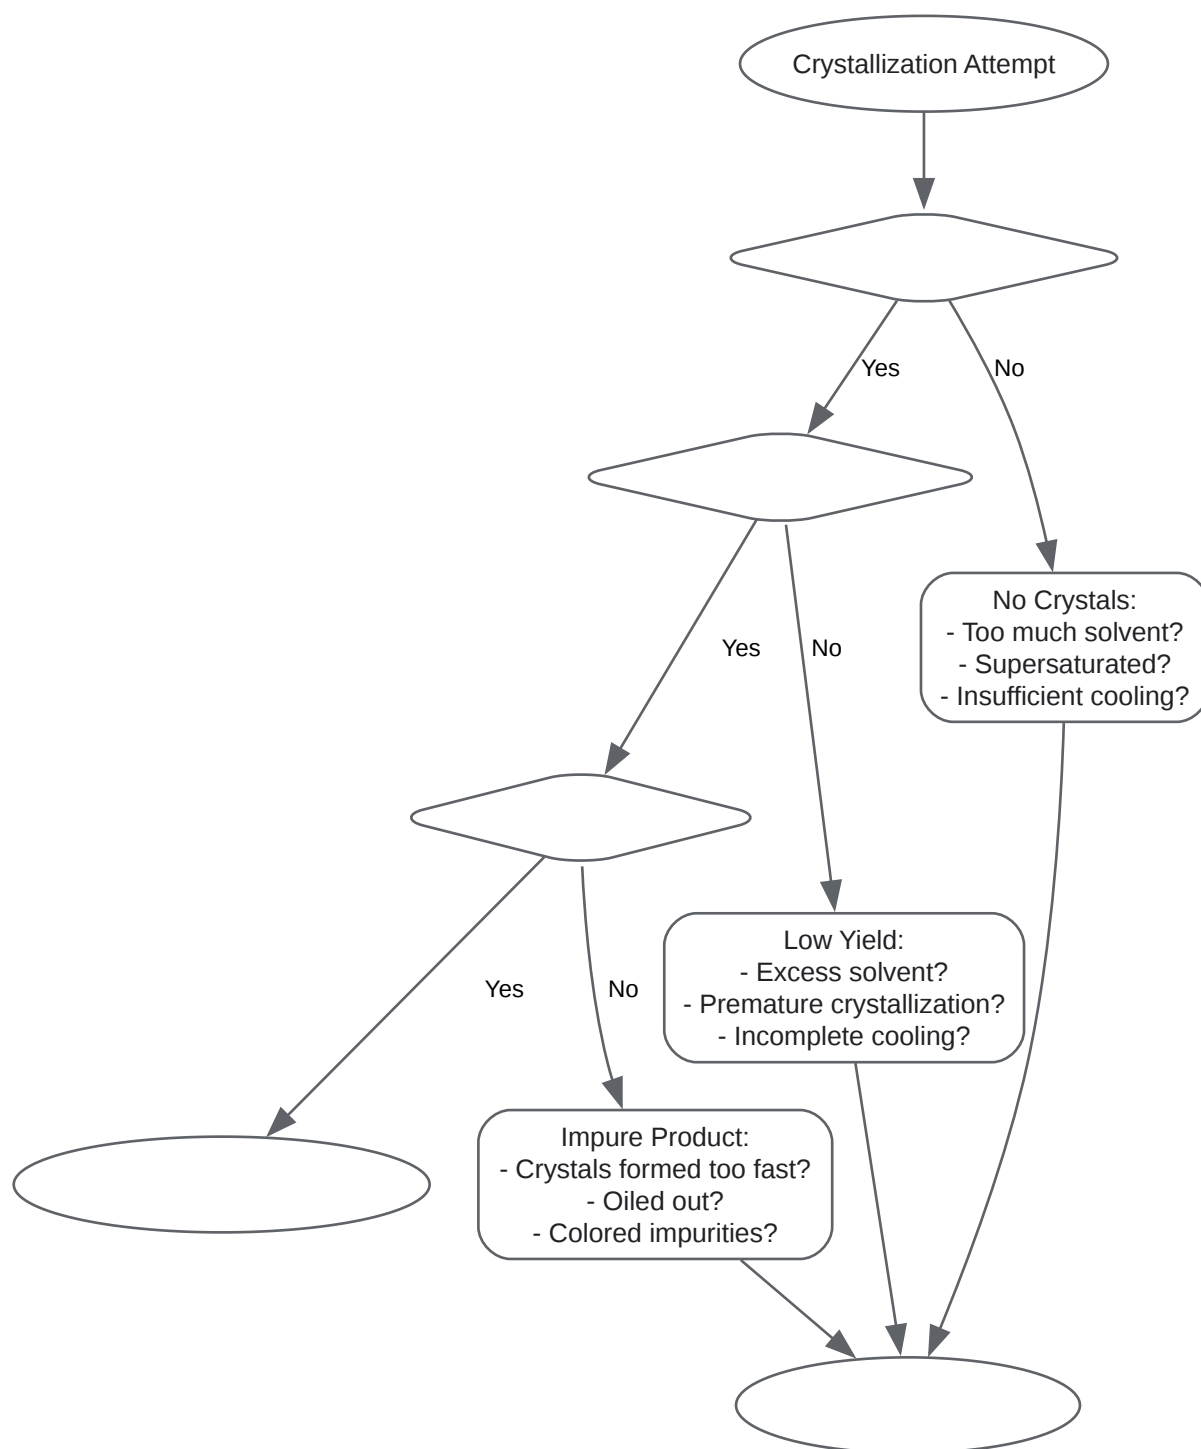 Crystallization Attempt
Yes
No
No Crystals:
- Too much solvent?
- Supersaturated?
- Insufficient cooling?
Yes
No
Low Yield:
- Excess solvent?
- Premature crystallization?
- Incomplete cooling?
Yes
No
Impure Product:
- Crystals formed too fast?
- Oiled out?
- Colored impurities?